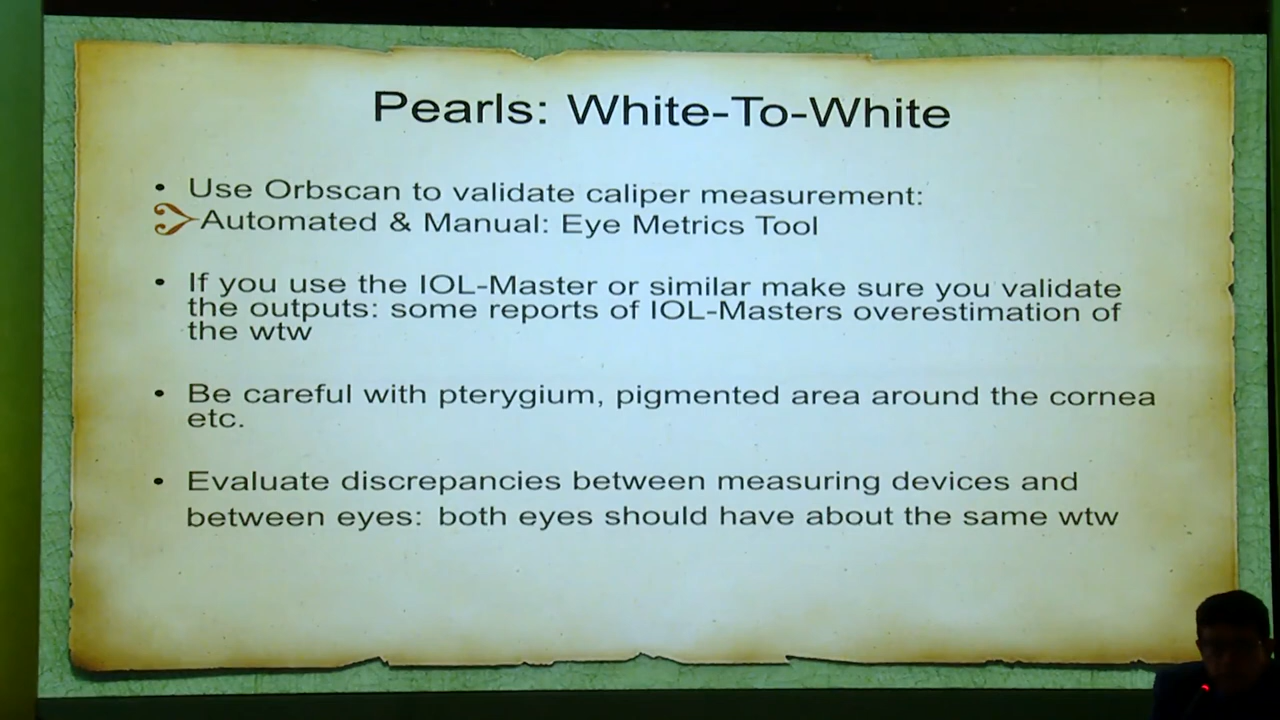 Pearls: White-To-White
• Use Orbscan to validate caliper measurement:
Automated & Manual: Eye Metrics Tool
• If you use the IOL-Master or similar make sure you validate
the outputs: some reports of IOL-Masters overestimation of
the wtw
• Be careful with pterygium, pigmented area around the cornea
etc.
• Evaluate discrepancies between measuring devices and
between eyes: both eyes should have about the same wtw